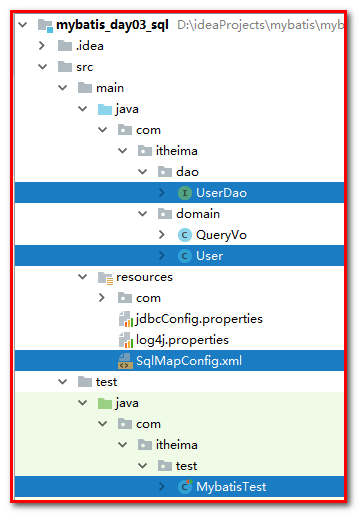 mybatis_day03_sql D:\ideaProjects\mybatis\myb
.idea
src
main
java
com
itheima
dao
UserDao
domain
QueryVo
User
resources
com
jdbcConfig.properties
log4j.properties
SqlMapConfig.xml
test
java
com
itheima
test
MybatisTest